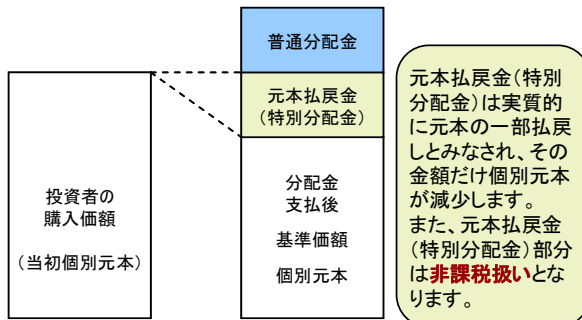 普通分配金
元本払戻金
(特別分配金)
投資者の
購入価額
(当初個別元本)
分配金
支払後
基準価額
個別元本
元本払戻金(特別
分配金)は実質的
に元本の一部払戻
しとみなされ、その
金額だけ個別元本
が減少します。
また、元本払戻金
(特別分配金)部分
は非課税扱いとな
ります。